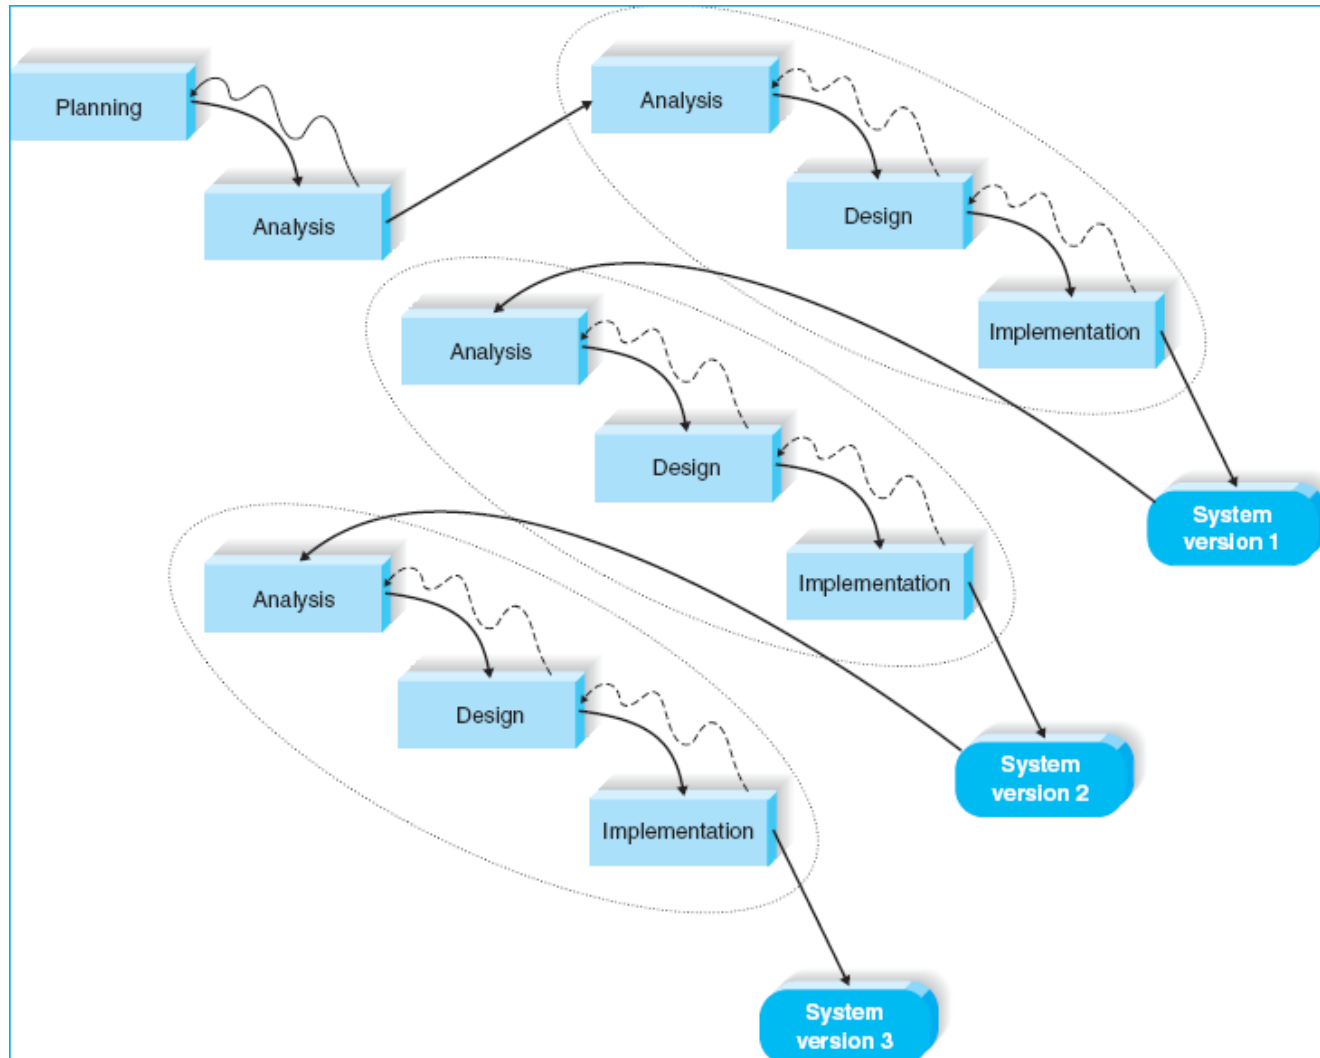 Planning
Analysis
Analysis
Design
Implementation
System
version 1
Analysis
Design
Implementation
System
version 2
Analysis
Design
Implementation
System
version 3